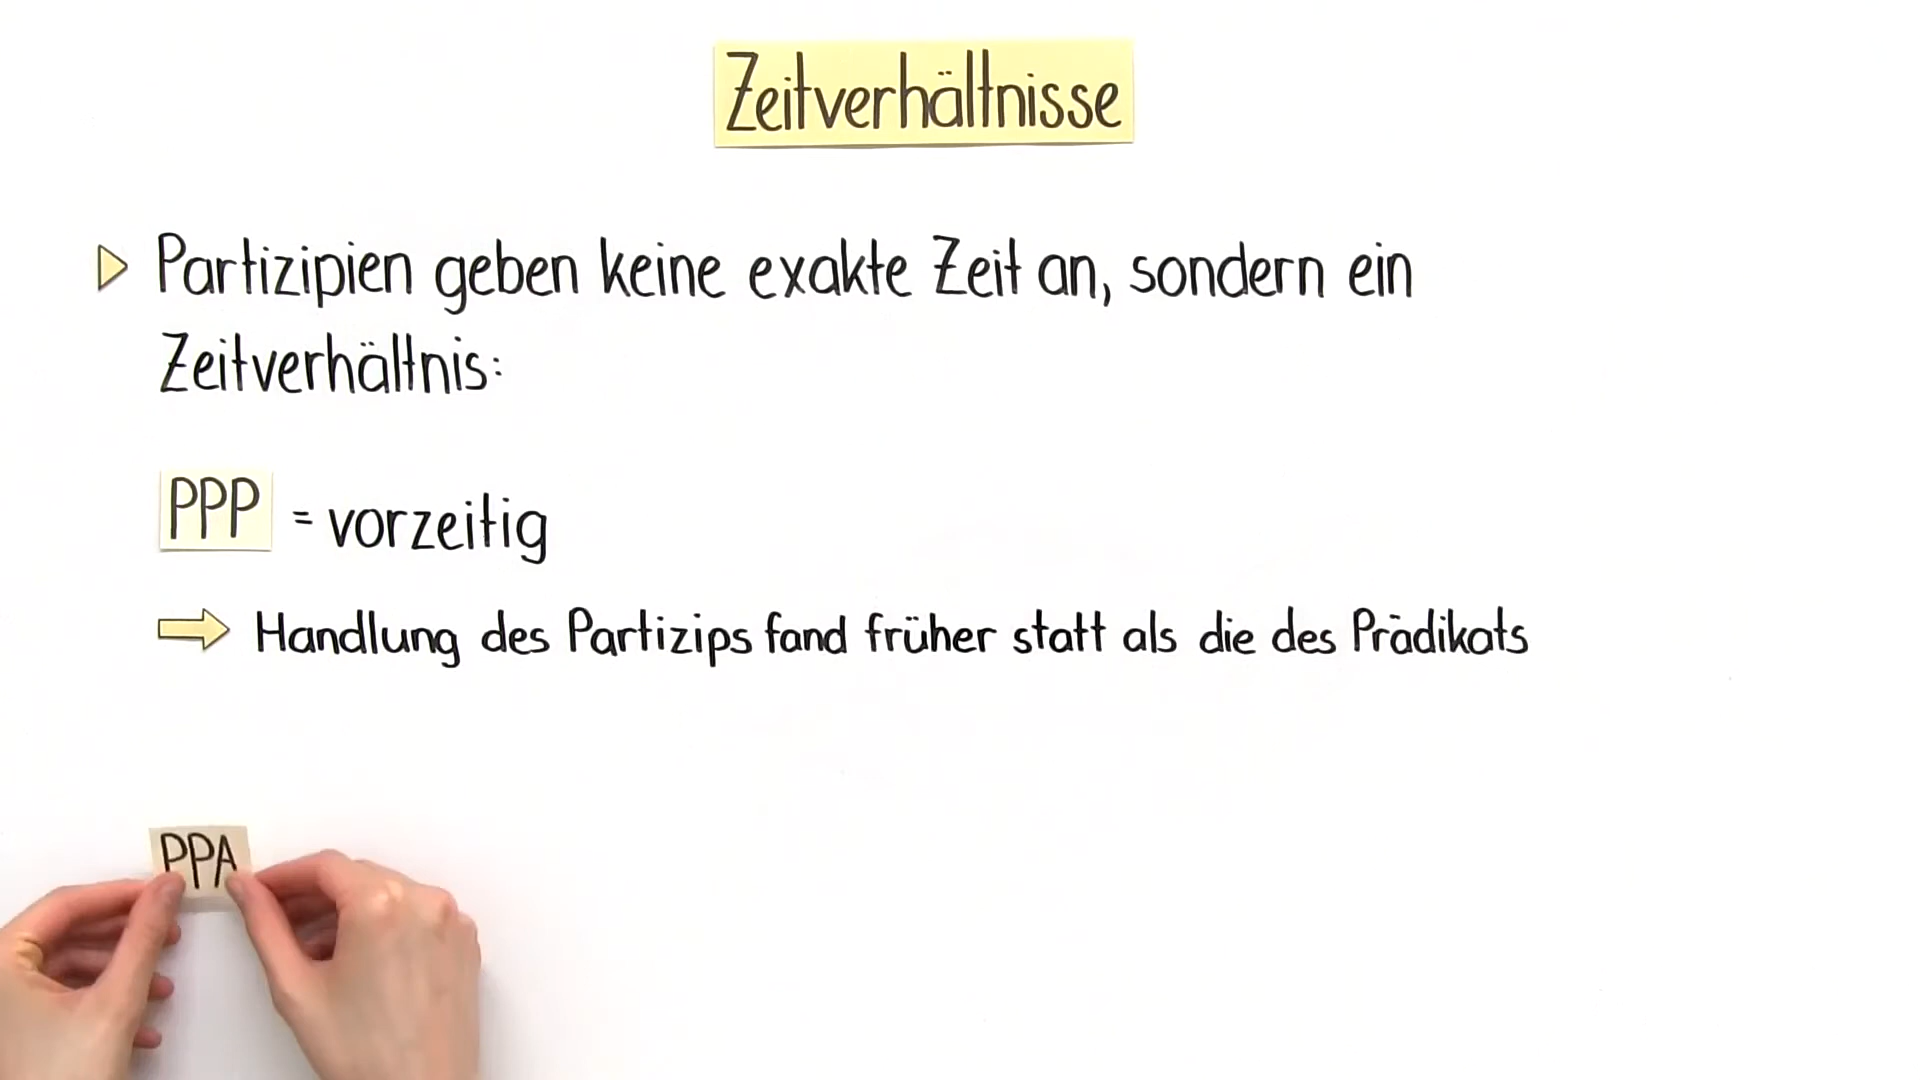 Zeitverhältnisse
Partizipien geben keine exakte Zeit an, sondern ein
Zeitverhältnis:
PPP = vorzeitig
Handlung des Partizips fand früher statt als die des Prädikats
PPA